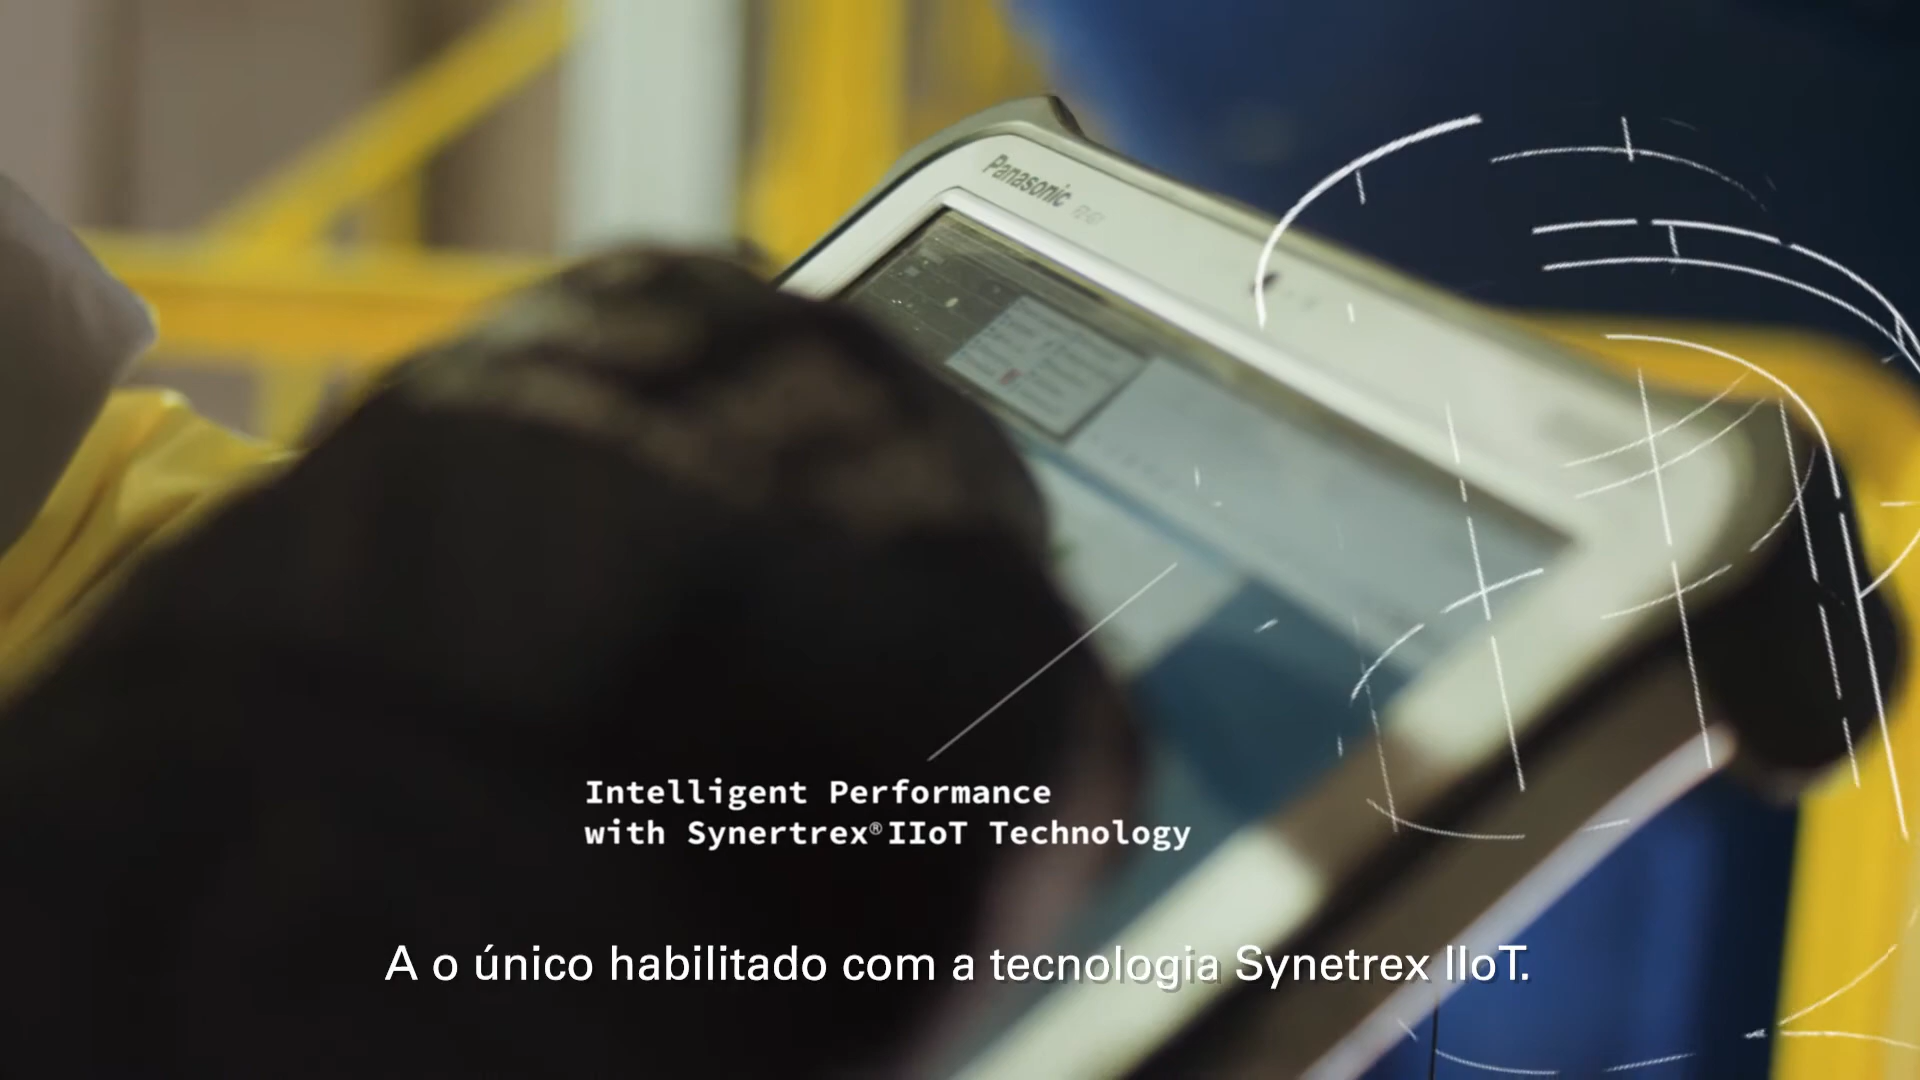 Panasonic
Intelligent Performance
with Synertrex® IIoT Technology
A o único habilitado com a tecnologia Synetrex IIoT.